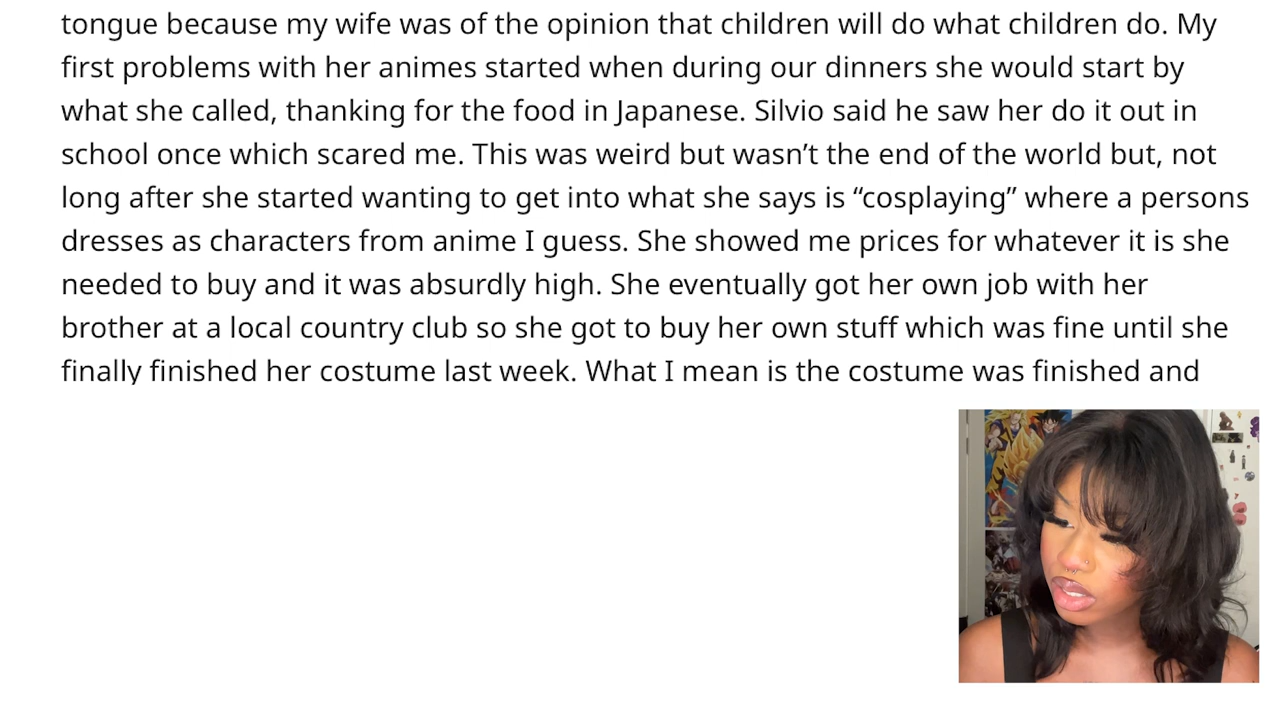 tongue because my wife was of the opinion that children will do what children do. My
first problems with her animes started when during our dinners she would start by
what she called, thanking for the food in Japanese. Silvio said he saw her do it out in
school once which scared me. This was weird but wasn’t the end of the world but, not
long after she started wanting to get into what she says is “cosplaying” where a persons
dresses as characters from anime I guess. She showed me prices for whatever it is she
needed to buy and it was absurdly high. She eventually got her own job with her
brother at a local country club so she got to buy her own stuff which was fine until she
finally finished her costume last week. What I mean is the costume was finished and